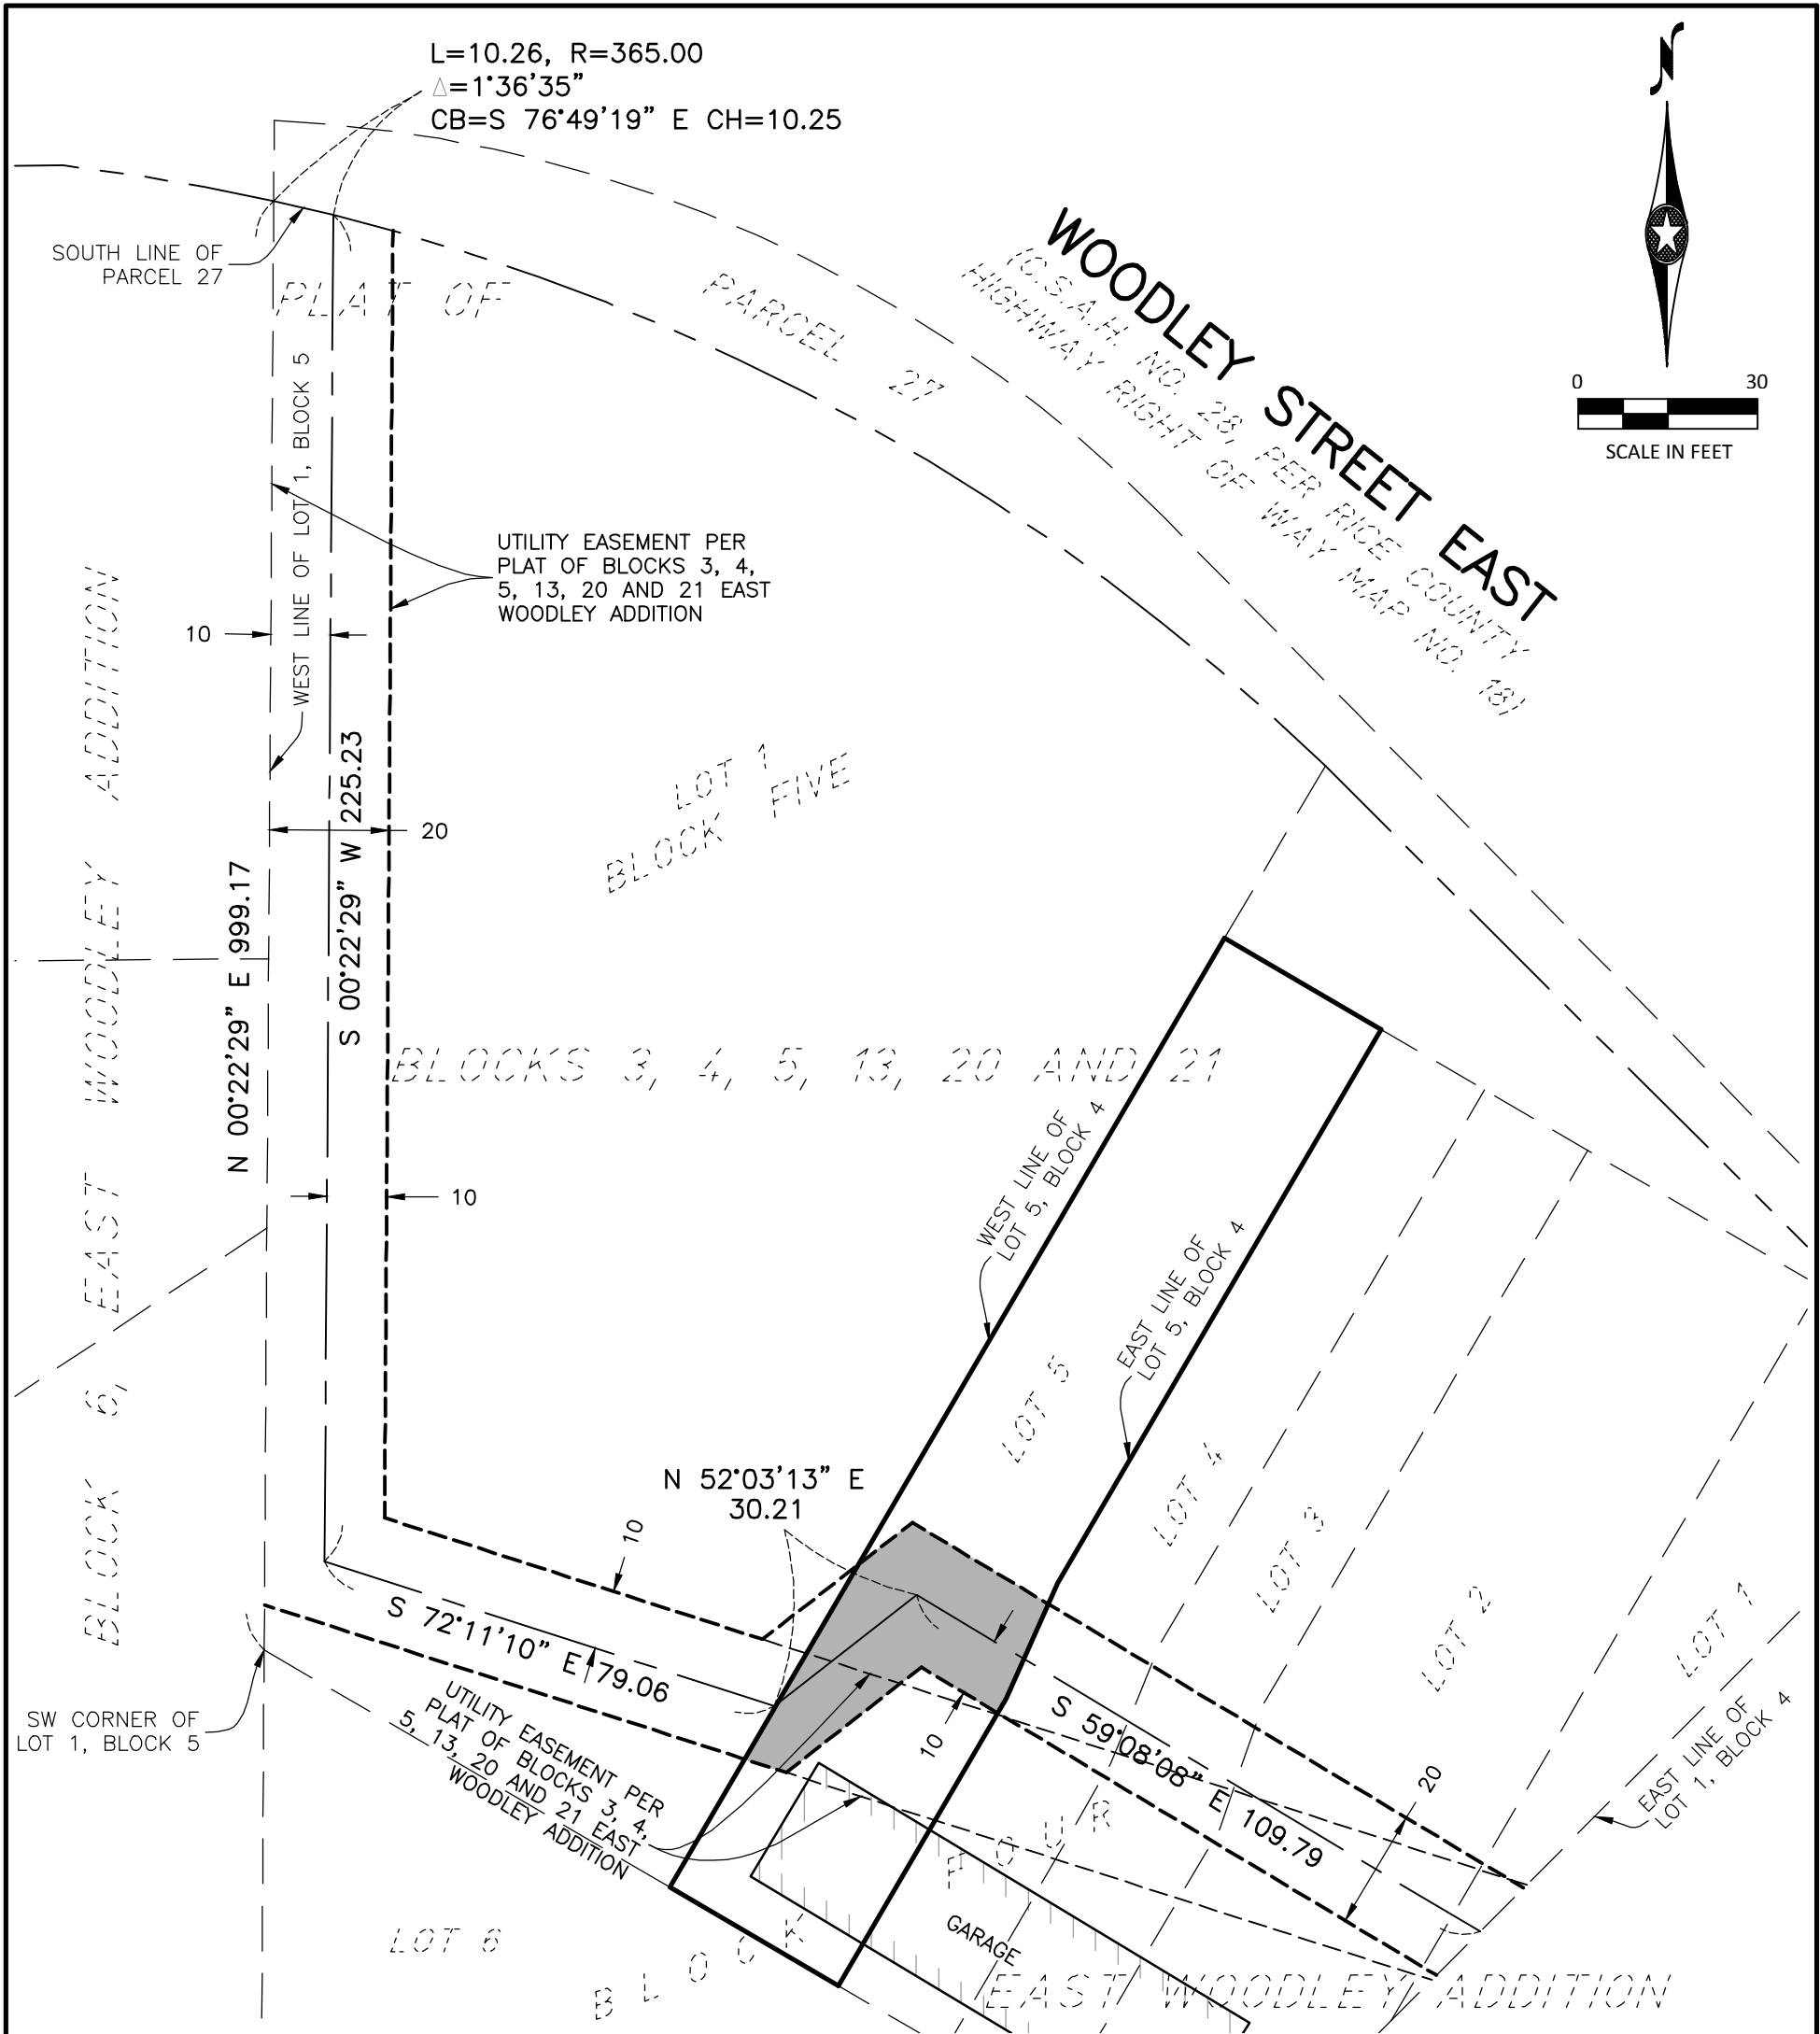 L=10.26, R=365.00
△=1°36'35"
CB=S 76°49'19" E CH=10.25
N
0 30
SCALE IN FEET
WOODLEY STREET EAST
(C.S.A.H. NO. 28, PER RICE COUNTY
HIGHWAY RIGHT OF WAY MAP NO. 18)
SOUTH LINE OF
PARCEL 27
PLAT OF
PARCEL 27
WEST LINE OF LOT 1, BLOCK 5
UTILITY EASEMENT PER
PLAT OF BLOCKS 3, 4,
5, 13, 20 AND 21 EAST
WOODLEY ADDITION
10
LOT 1
BLOCK FIVE
20
N 00°22'29" E 999.17
S 00°22'29" W 225.23
BLOCK 6, EAST WOODLEY ADDITION
BLOCKS 3, 4, 5, 13, 20 AND 21
10
WEST LINE OF
LOT 5, BLOCK 4
EAST LINE OF
LOT 5, BLOCK 4
LOT 5
LOT 4
LOT 3
LOT 2
LOT 1
N 52°03'13" E
30.21
10
S 72°11'10" E 79.06
SW CORNER OF
LOT 1, BLOCK 5
UTILITY EASEMENT PER
PLAT OF BLOCKS 3, 4,
5, 13, 20 AND 21 EAST
WOODLEY ADDITION
10
S 59°08'08" E 109.79
20
EAST LINE OF
LOT 1, BLOCK 4
LOT 6
BLOCK FOUR
GARAGE
EAST WOODLEY ADDITION